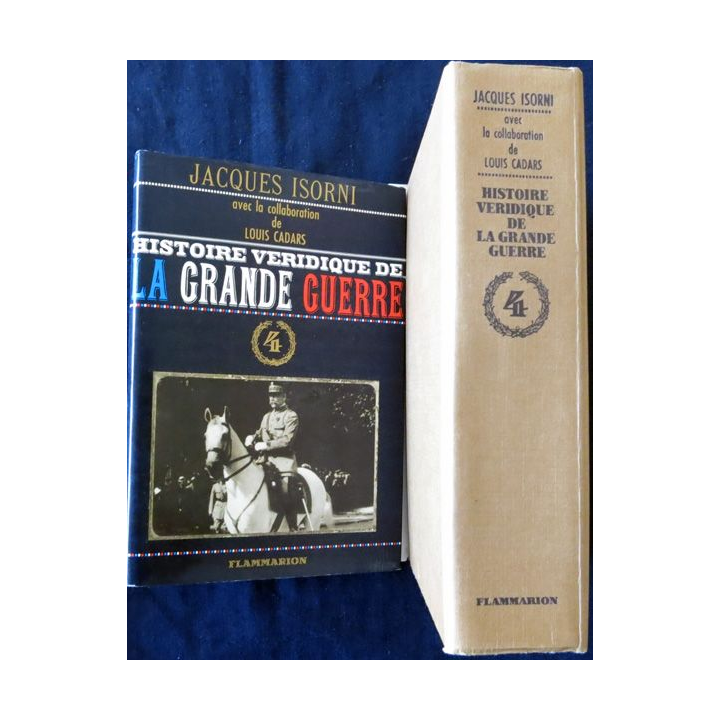 JACQUES ISORNI
avec la collaboration
de
LOUIS CADARS
HISTOIRE VERIDIQUE DE
LA GRANDE GUERRE
4
FLAMMARION
JACQUES ISORNI
avec
la collaboration
de
LOUIS CADARS
HISTOIRE
VERIDIQUE
DE
LA GRANDE
GUERRE
4
FLAMMARION